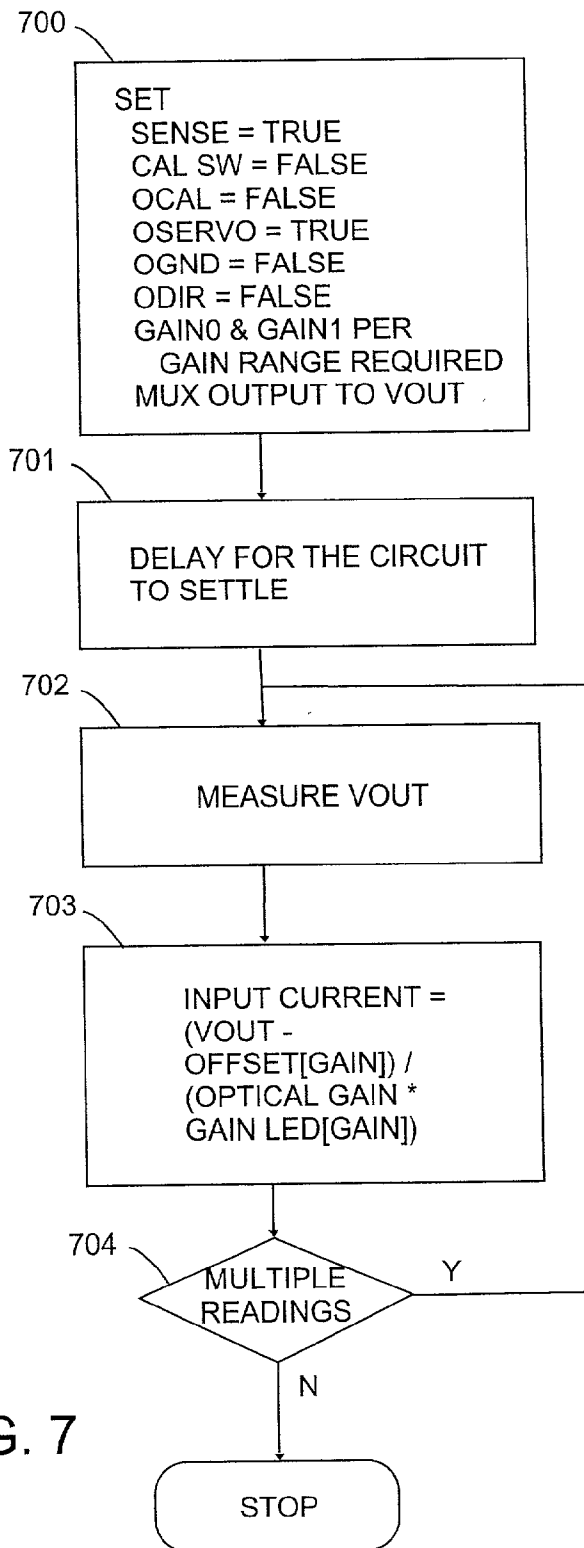 700
SET
SENSE = TRUE
CAL SW = FALSE
OCAL = FALSE
OSERVO = TRUE
OGND = FALSE
ODIR = FALSE
GAIN0 & GAIN1 PER
GAIN RANGE REQUIRED
MUX OUTPUT TO VOUT
701
DELAY FOR THE CIRCUIT
TO SETTLE
702
MEASURE VOUT
703
INPUT CURRENT =
(VOUT -
OFFSET[GAIN]) /
(OPTICAL GAIN *
GAIN LED[GAIN])
704
MULTIPLE
READINGS
Y
N
G. 7
STOP